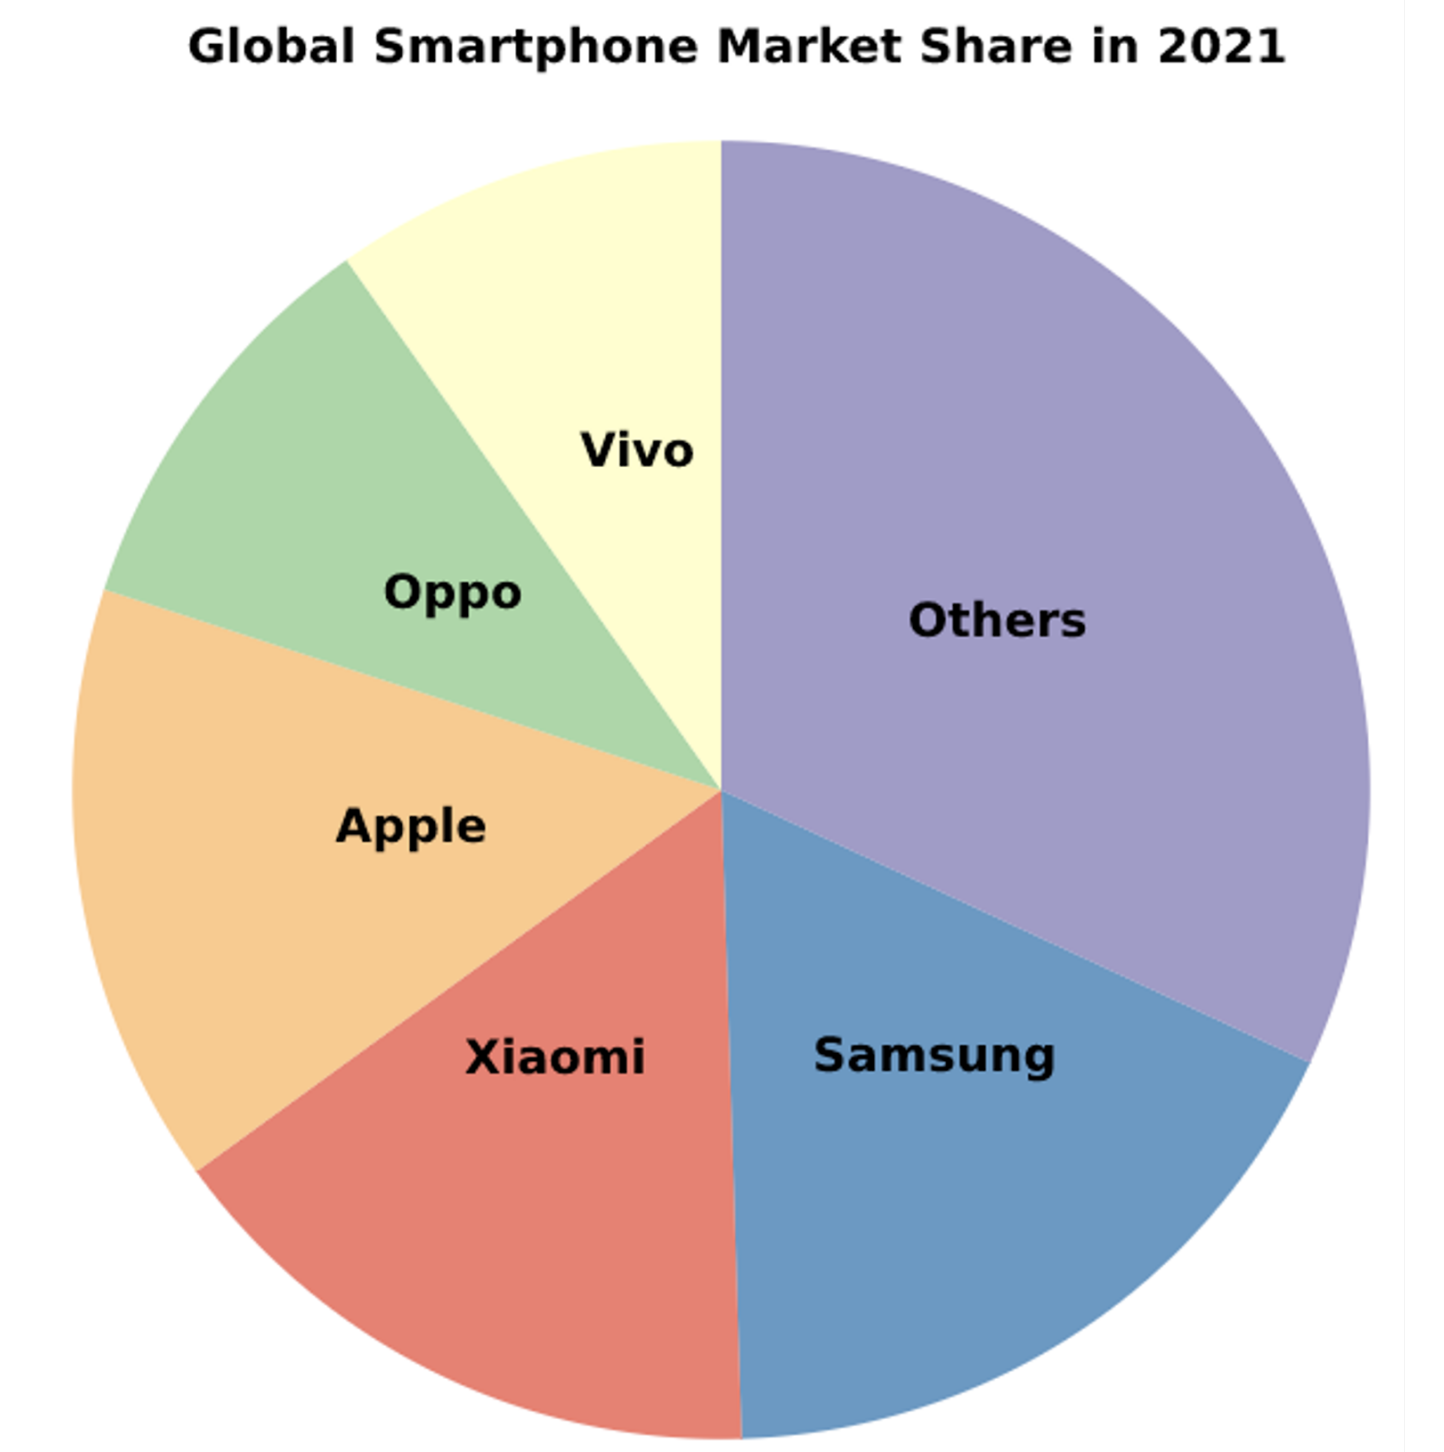 Global Smartphone Market Share in 2021
Vivo
Oppo
Others
Apple
Xiaomi
Samsung